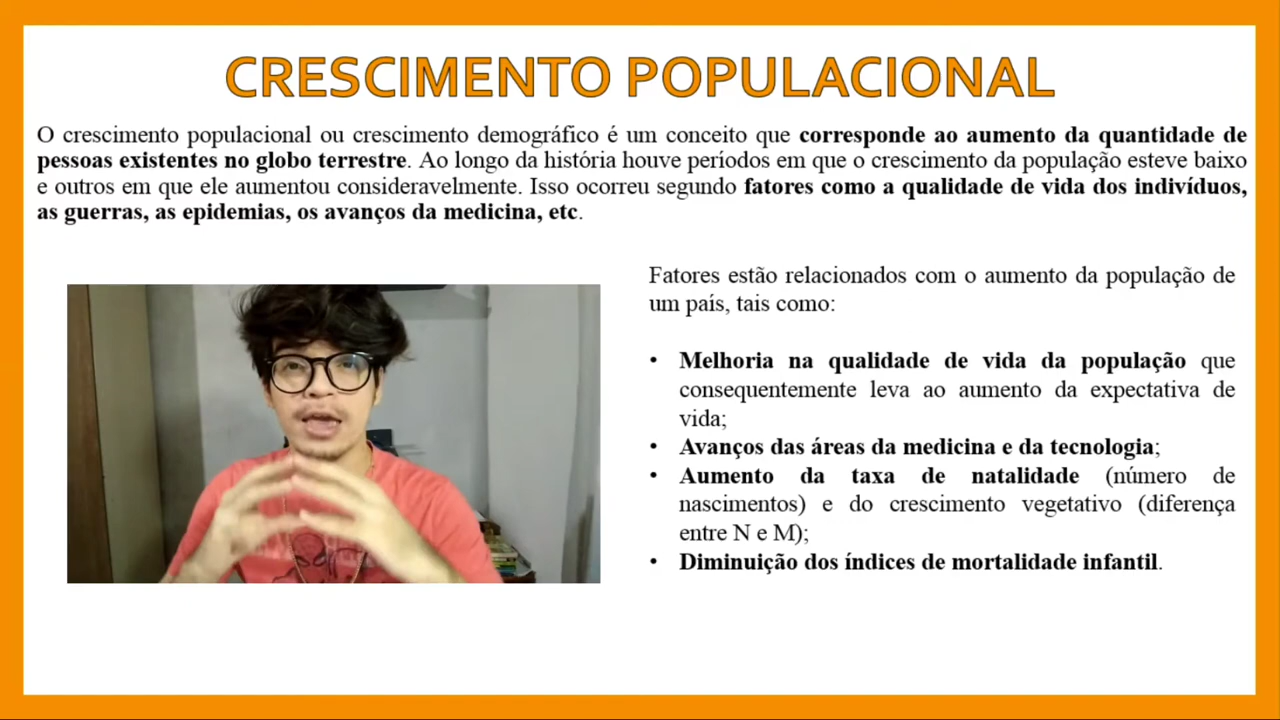 CRESCIMENTO POPULACIONAL
O crescimento populacional ou crescimento demográfico é um conceito que corresponde ao aumento da quantidade de
pessoas existentes no globo terrestre. Ao longo da história houve períodos em que o crescimento da população esteve baixo
e outros em que ele aumentou consideravelmente. Isso ocorreu segundo fatores como a qualidade de vida dos indivíduos,
as guerras, as epidemias, os avanços da medicina, etc.
Fatores estão relacionados com o aumento da população de
um país, tais como:
• Melhoria na qualidade de vida da população que
consequentemente leva ao aumento da expectativa de
vida;
• Avanços das áreas da medicina e da tecnologia;
• Aumento da taxa de natalidade (número de
nascimentos) e do crescimento vegetativo (diferença
entre N e M);
• Diminuição dos índices de mortalidade infantil.